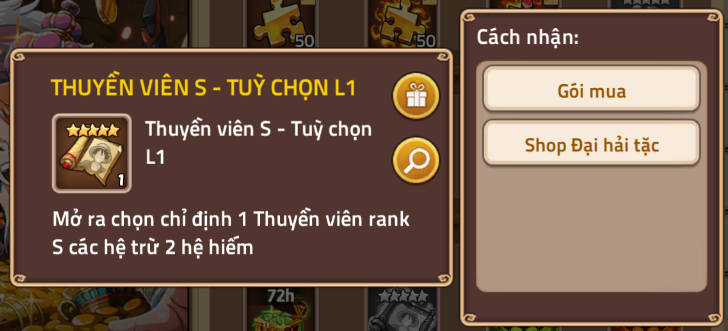 50
50
Cách nhận:
THUYỀN VIÊN S - TUỲ CHỌN L1
Gói mua
Thuyền viên S - Tuỳ chọn
L1
1
Shop Đại hải tặc
Mở ra chọn chỉ định 1 Thuyền viên rank
S các hệ trừ 2 hệ hiếm
72h